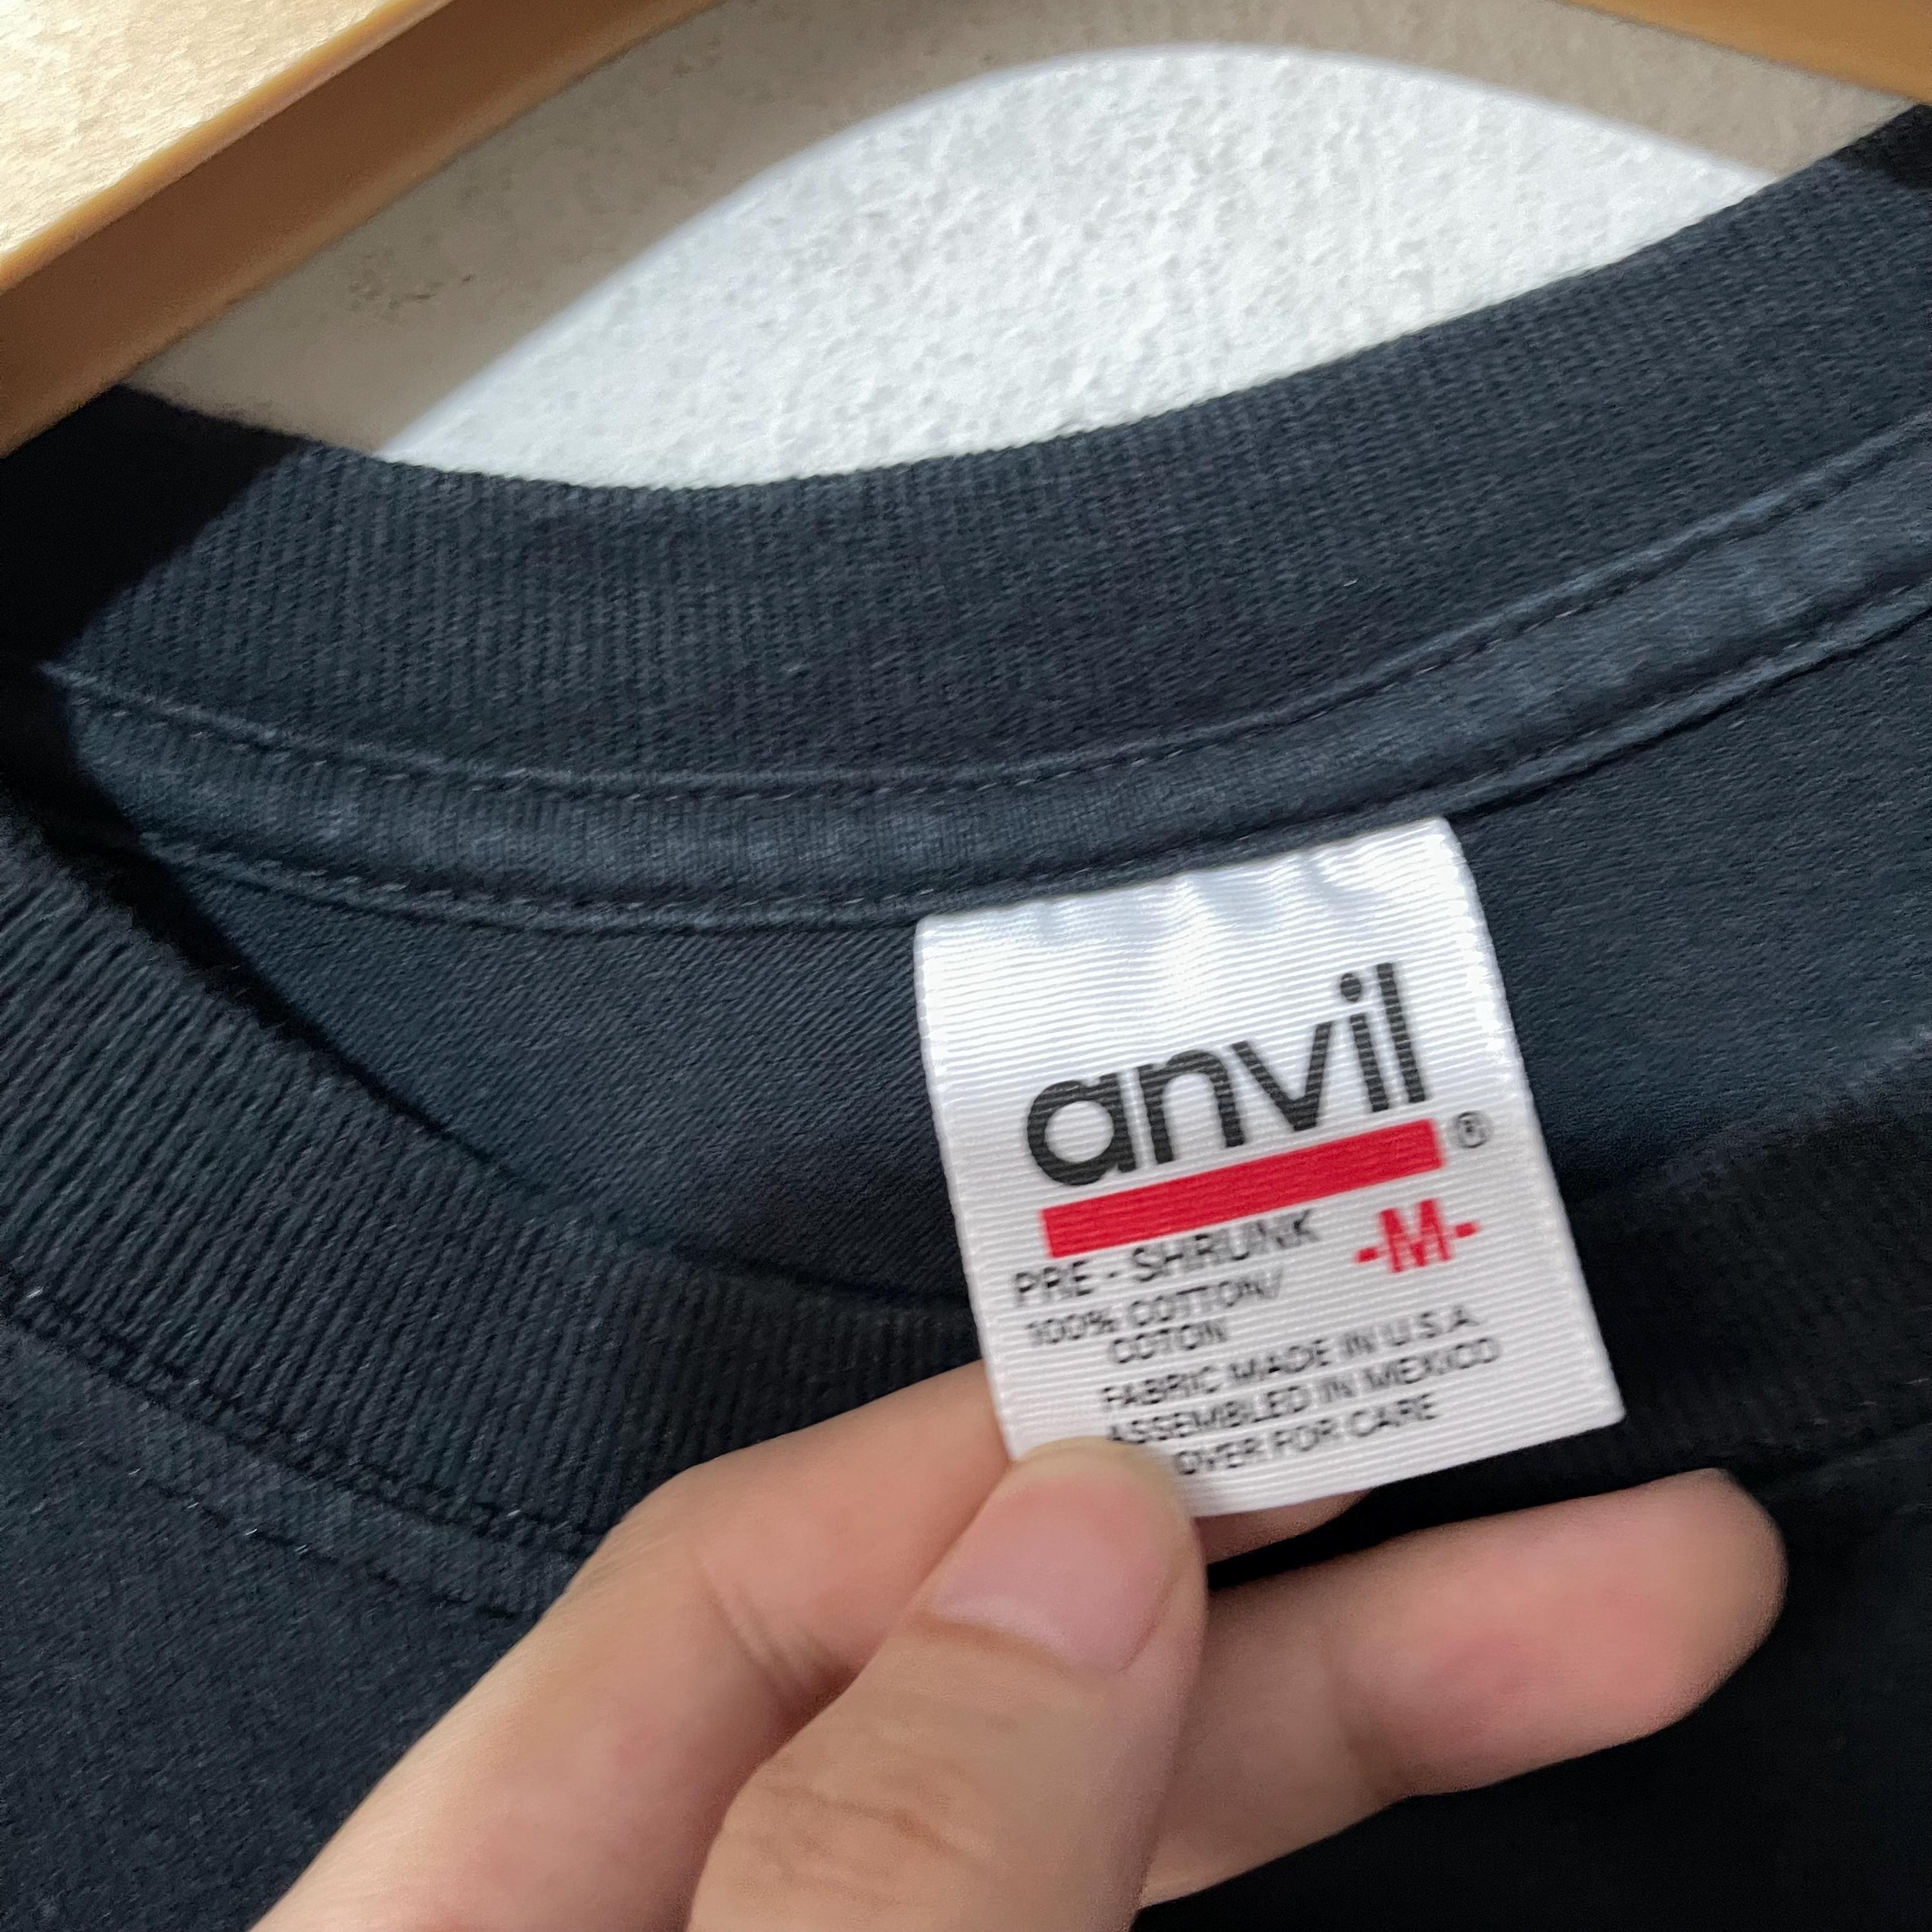 anvil®
PRE - SHRUNK -M-
100% COTTON/
COTON
FABRIC MADE IN U.S.A.
ASSEMBLED IN MEXICO
OVER FOR CARE